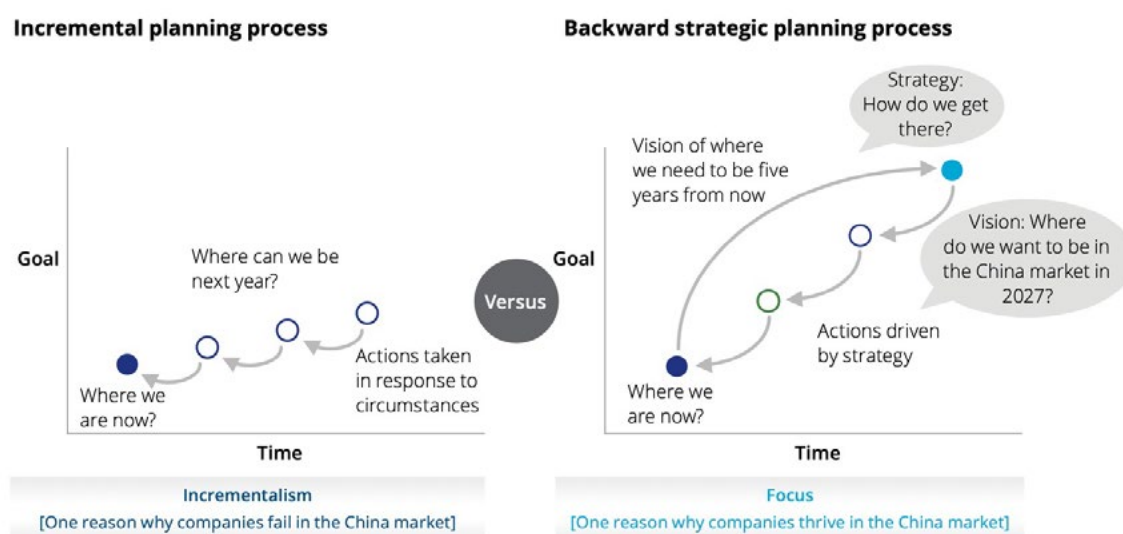 Incremental planning process
Goal
Where can we be
next year?
Where we
are now?
Actions taken
in response to
circumstances
Time
Incrementalism
[One reason why companies fail in the China market]
Versus
Backward strategic planning process
Strategy:
How do we get
there?
Vision of where
we need to be five
years from now
Goal
Vision: Where
do we want to be in
the China market in
2027?
Actions driven
by strategy
Where we
are now?
Time
Focus
[One reason why companies thrive in the China market]